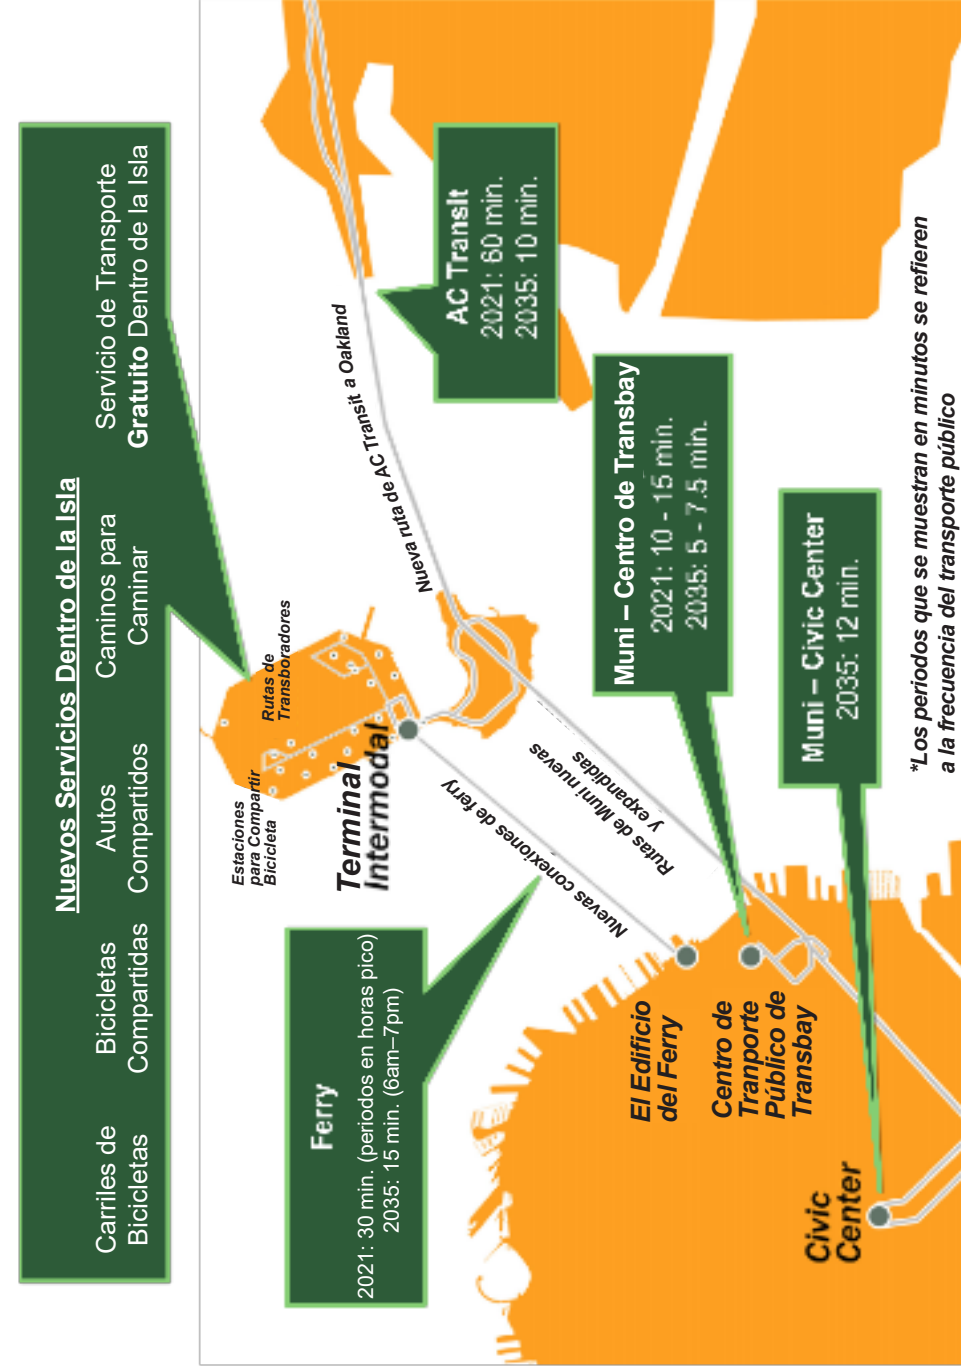 Nuevos Servicios Dentro de la Isla
Carriles de
Bicicletas
Bicicletas
Compartidas
Autos
Compartidos
Caminos para
Caminar
Servicio de Transporte
Gratuito Dentro de la Isla
Estaciones
para Compartir
Bicicleta
Rutas de
Transboradores
Terminal
Intermodal
Ferry
2021: 30 min. (periodos en horas pico)
2035: 15 min. (6am–7pm)
Nuevas conexiones de ferry
Rutas de Muni nuevas
y expandidas
Nueva ruta de AC Transit a Oakland
AC Transit
2021: 60 min.
2035: 10 min.
Muni – Centro de Transbay
2021: 10 - 15 min.
2035: 5 - 7.5 min.
Muni – Civic Center
2035: 12 min.
El Edificio
del Ferry
Centro de
Tranporte
Público de
Transbay
Civic
Center
*Los periodos que se muestran en minutos se refieren
a la frecuencia del transporte público